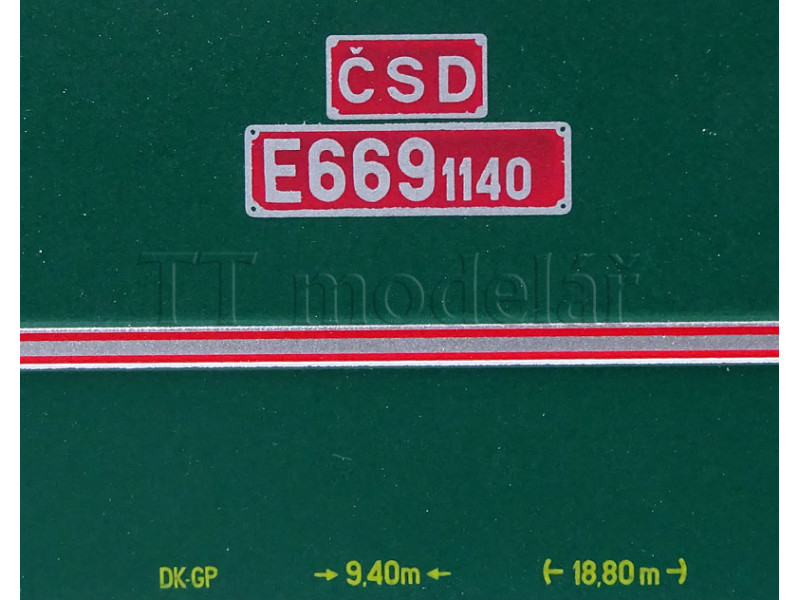 ČSD
E669 1140
TT modelář
DK-GP → 9,40m ← (← 18,80 m →)